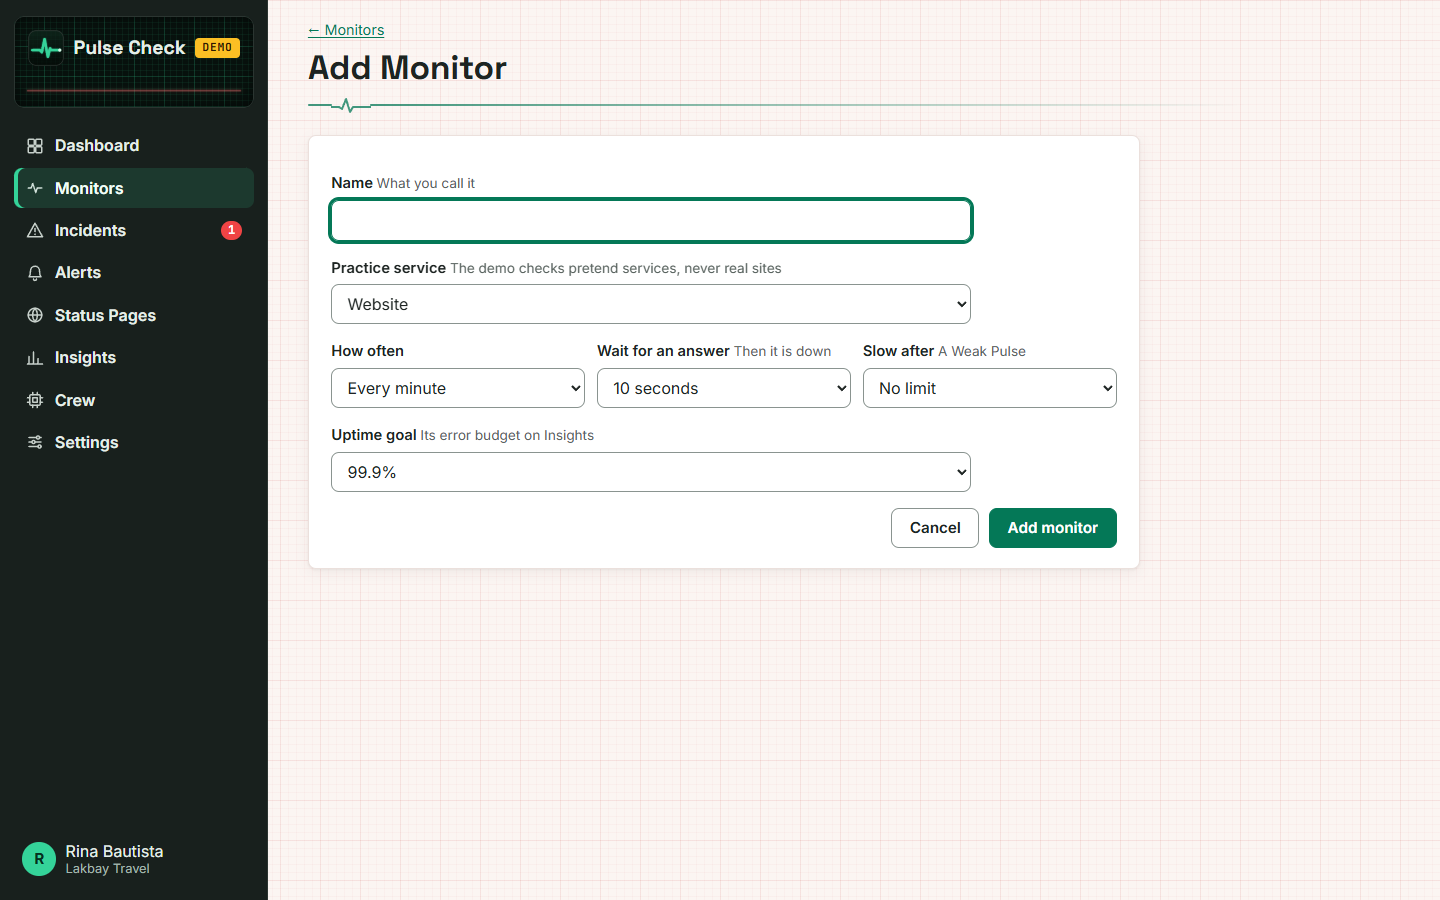 Pulse Check DEMO
Dashboard
Monitors
Incidents 1
Alerts
Status Pages
Insights
Crew
Settings
R
Rina Bautista
Lakbay Travel
← Monitors
Add Monitor
Name What you call it
Practice service The demo checks pretend services, never real sites
Website
How often
Every minute
Wait for an answer Then it is down
10 seconds
Slow after A Weak Pulse
No limit
Uptime goal Its error budget on Insights
99.9%
Cancel
Add monitor